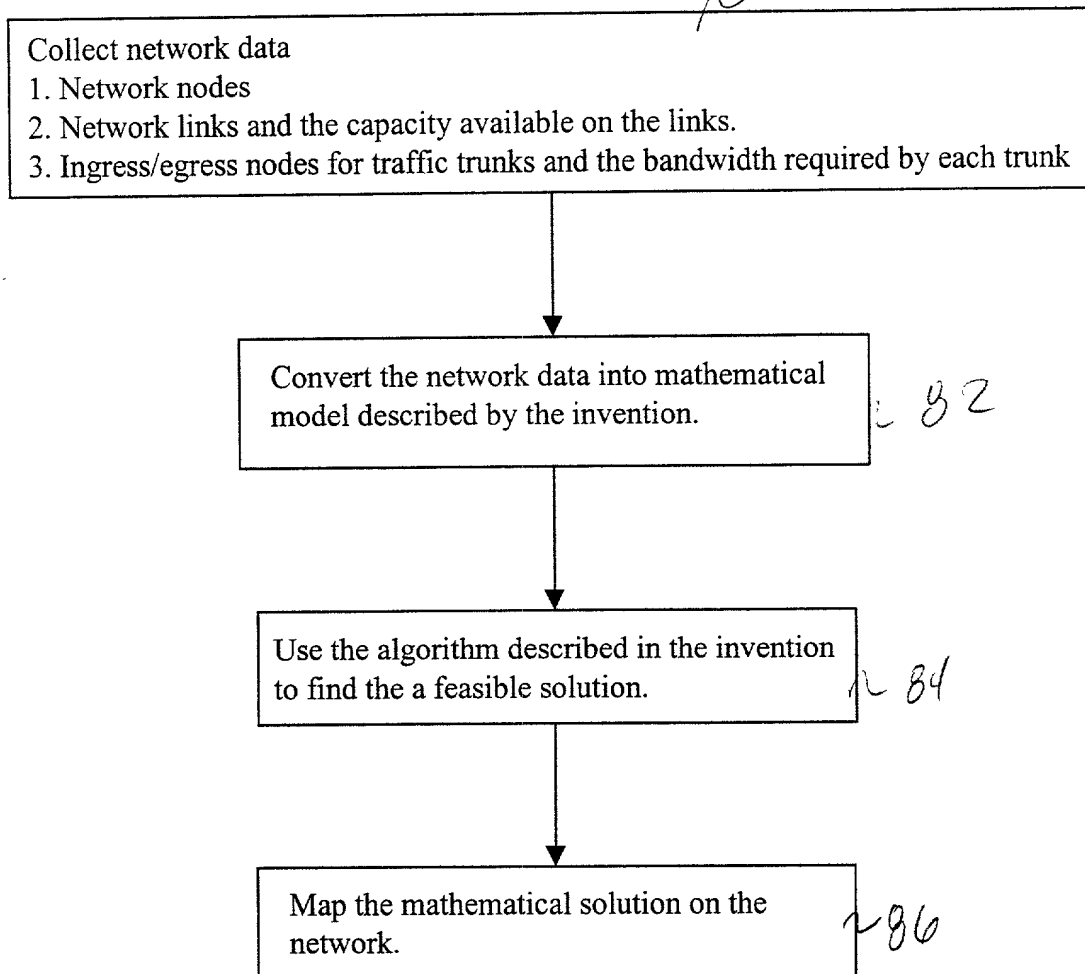 Collect network data
1. Network nodes
2. Network links and the capacity available on the links.
3. Ingress/egress nodes for traffic trunks and the bandwidth required by each trunk
Convert the network data into mathematical
model described by the invention.
82
Use the algorithm described in the invention
to find the a feasible solution.
84
Map the mathematical solution on the
network.
86